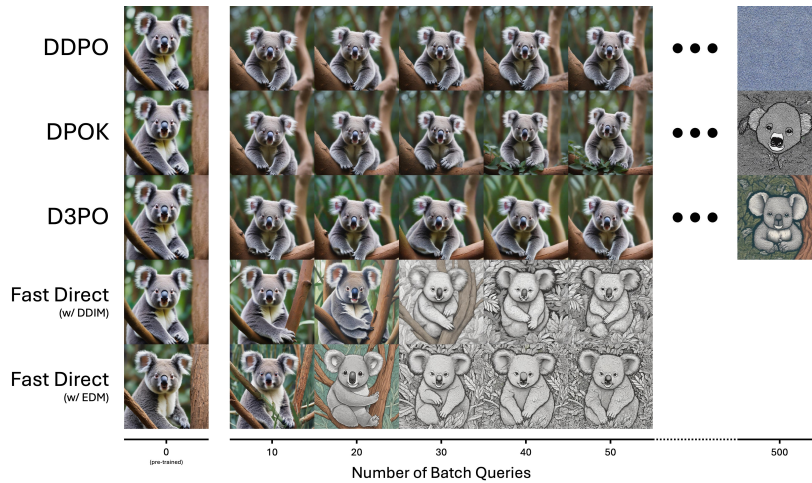 DDPO
DPOK
D3PO
Fast Direct
(w/ DDIM)
Fast Direct
(w/ EDM)
0
(pre-trained)
10
20
30
40
50
500
Number of Batch Queries